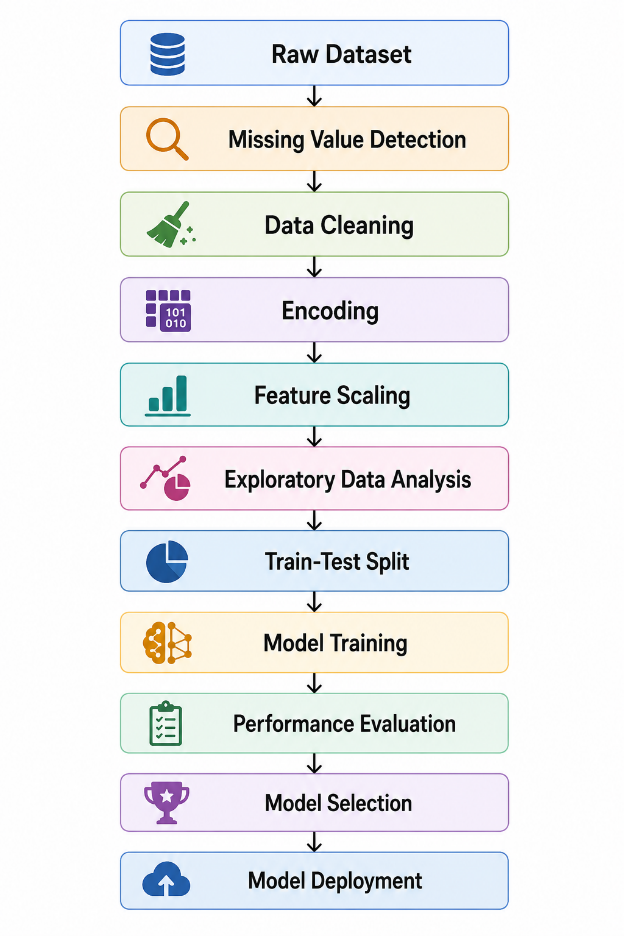 Raw Dataset
Missing Value Detection
Data Cleaning
101
010
Encoding
Feature Scaling
Exploratory Data Analysis
Train-Test Split
Model Training
Performance Evaluation
Model Selection
Model Deployment